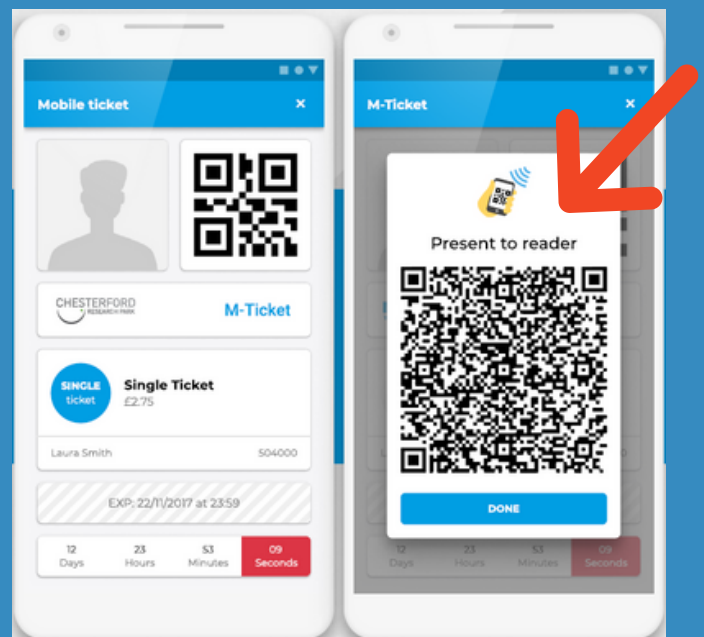 Mobile ticket
×
CHESTERFORD
RESEARCH PARK
M-Ticket
SINGLE
ticket
Single Ticket
£2.75
Laura Smith
504000
EXP: 22/11/2017 at 23:59
12
23
53
09
Days
Hours
Minutes
Seconds
M-Ticket
×
Present to reader
DONE
12
23
53
09
Days
Hours
Minutes
Seconds